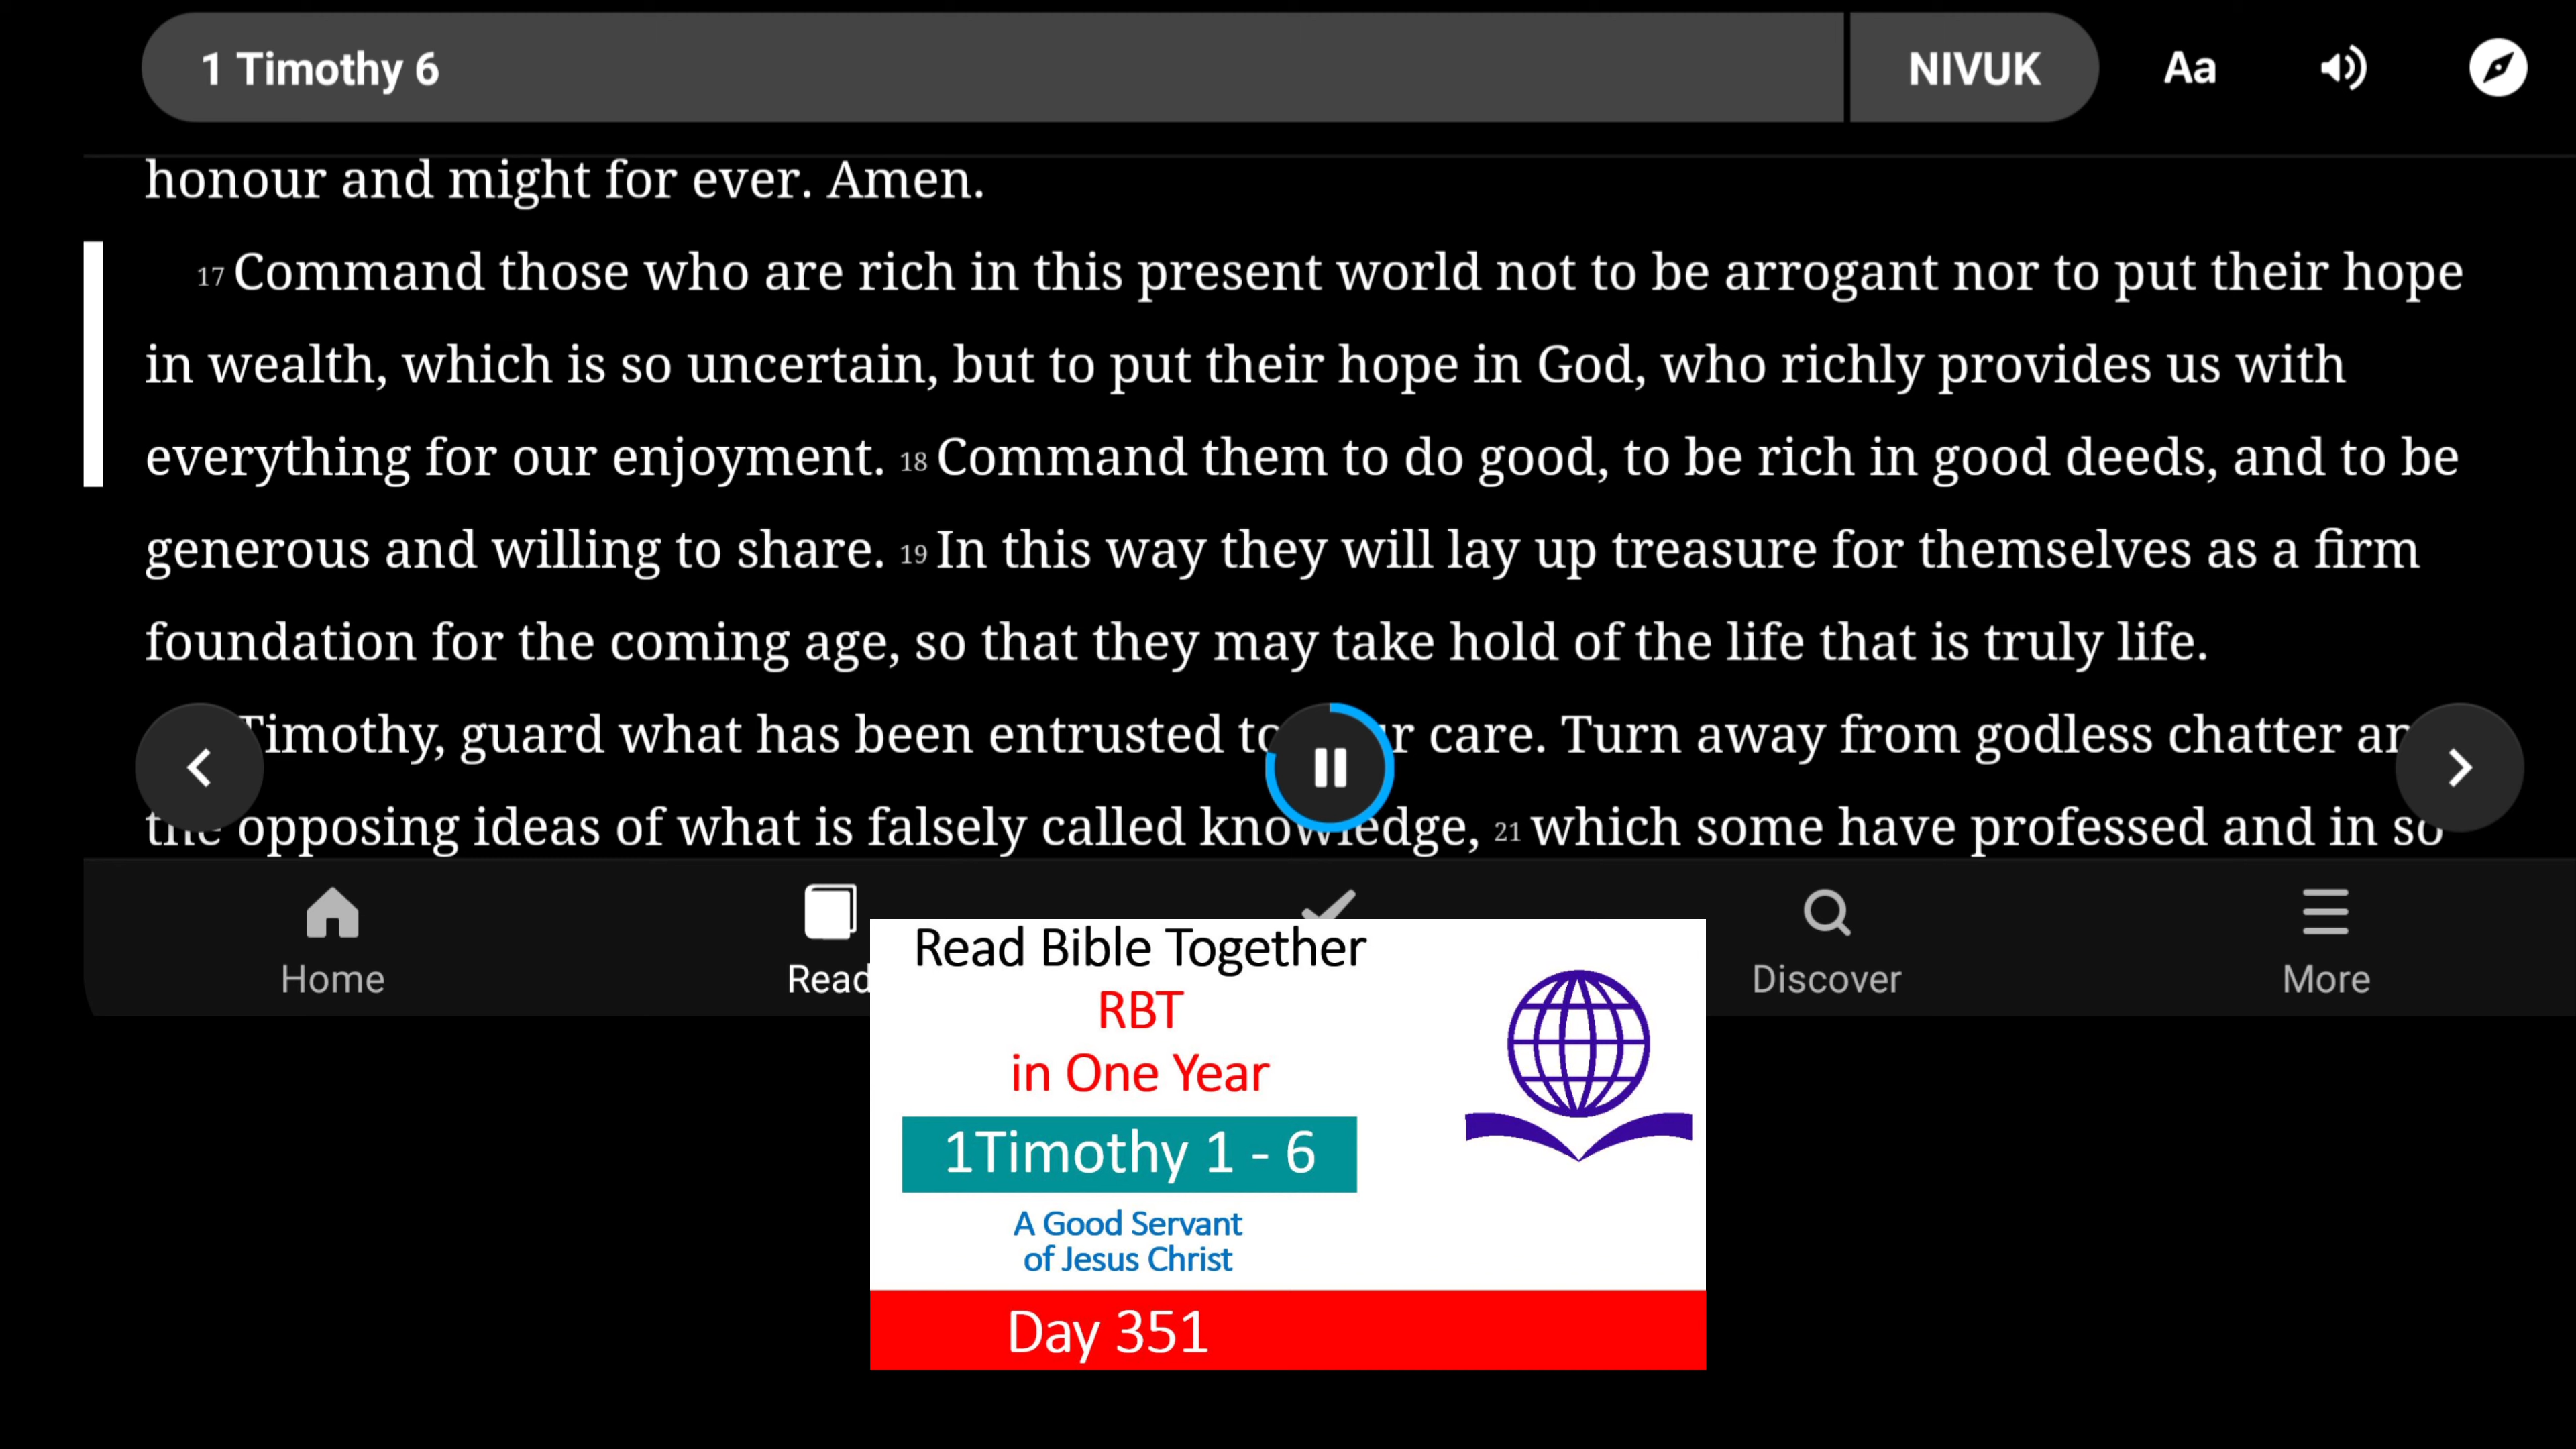 1 Timothy 6
NIVUK
Aa
honour and might for ever. Amen.
17 Command those who are rich in this present world not to be arrogant nor to put their hope
in wealth, which is so uncertain, but to put their hope in God, who richly provides us with
everything for our enjoyment. 18 Command them to do good, to be rich in good deeds, and to be
generous and willing to share. 19 In this way they will lay up treasure for themselves as a firm
foundation for the coming age, so that they may take hold of the life that is truly life.
Timothy, guard what has been entrusted to care. Turn away from godless chatter
the opposing ideas of what is falsely called knowledge, 21 which some have professed and in so
Home
Read
Discover
More
Read Bible Together
RBT
in One Year
1Timothy 1 - 6
A Good Servant
of Jesus Christ
Day 351